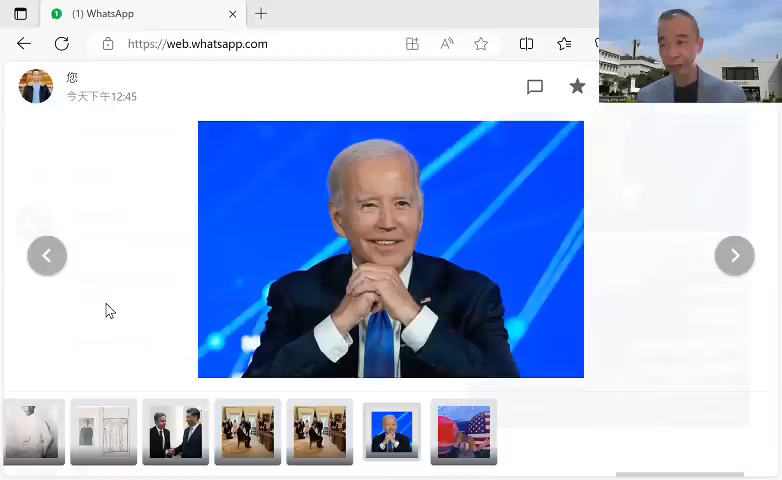 (1) WhatsApp
https://web.whatsapp.com
您
今天下午12:45